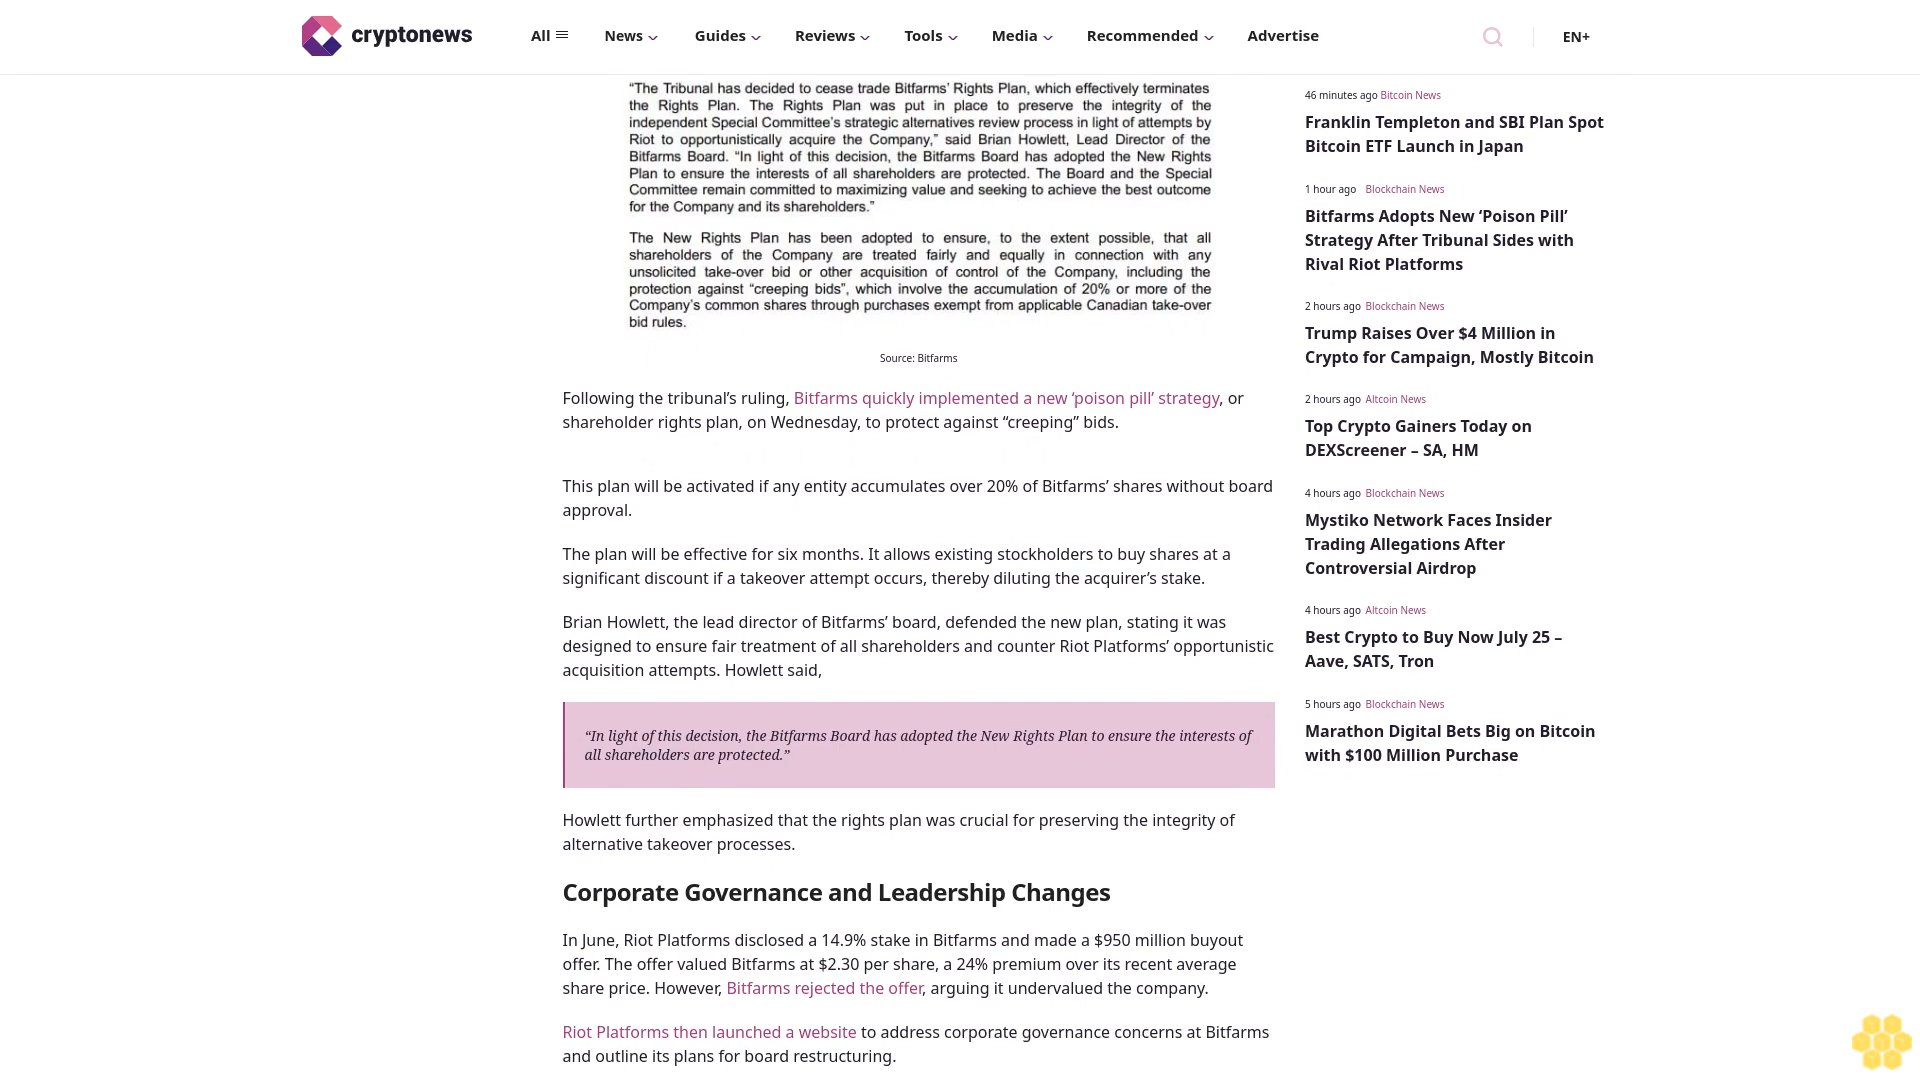 cryptonews
All
News
Guides
Reviews
Tools
Media
Recommended
Advertise
EN+
“The Tribunal has decided to cease trade Bitfarms’ Rights Plan, which effectively terminates
the Rights Plan. The Rights Plan was put in place to preserve the integrity of the
independent Special Committee’s strategic alternatives review process in light of attempts by
Riot to opportunistically acquire the Company,” said Brian Howlett, Lead Director of the
Bitfarms Board. “In light of this decision, the Bitfarms Board has adopted the New Rights
Plan to ensure the interests of all shareholders are protected. The Board and the Special
Committee remain committed to maximizing value and seeking to achieve the best outcome
for the Company and its shareholders.”
The New Rights Plan has been adopted to ensure, to the extent possible, that all
shareholders of the Company are treated fairly and equally in connection with any
unsolicited take-over bid or other acquisition of control of the Company, including the
protection against “creeping bids”, which involve the accumulation of 20% or more of the
Company’s common shares through purchases exempt from applicable Canadian take-over
bid rules.
Source: Bitfarms
Following the tribunal’s ruling, Bitfarms quickly implemented a new ‘poison pill’ strategy, or
shareholder rights plan, on Wednesday, to protect against “creeping” bids.
This plan will be activated if any entity accumulates over 20% of Bitfarms’ shares without board
approval.
The plan will be effective for six months. It allows existing stockholders to buy shares at a
significant discount if a takeover attempt occurs, thereby diluting the acquirer’s stake.
Brian Howlett, the lead director of Bitfarms’ board, defended the new plan, stating it was
designed to ensure fair treatment of all shareholders and counter Riot Platforms’ opportunistic
acquisition attempts. Howlett said,
“In light of this decision, the Bitfarms Board has adopted the New Rights Plan to ensure the interests of
all shareholders are protected.”
Howlett further emphasized that the rights plan was crucial for preserving the integrity of
alternative takeover processes.
Corporate Governance and Leadership Changes
In June, Riot Platforms disclosed a 14.9% stake in Bitfarms and made a $950 million buyout
offer. The offer valued Bitfarms at $2.30 per share, a 24% premium over its recent average
share price. However, Bitfarms rejected the offer, arguing it undervalued the company.
Riot Platforms then launched a website to address corporate governance concerns at Bitfarms
and outline its plans for board restructuring.
46 minutes ago Bitcoin News
Franklin Templeton and SBI Plan Spot
Bitcoin ETF Launch in Japan
1 hour ago Blockchain News
Bitfarms Adopts New ‘Poison Pill’
Strategy After Tribunal Sides with
Rival Riot Platforms
2 hours ago Blockchain News
Trump Raises Over $4 Million in
Crypto for Campaign, Mostly Bitcoin
2 hours ago Altcoin News
Top Crypto Gainers Today on
DEXScreener – SA, HM
4 hours ago Blockchain News
Mystiko Network Faces Insider
Trading Allegations After
Controversial Airdrop
4 hours ago Altcoin News
Best Crypto to Buy Now July 25 –
Aave, SATS, Tron
5 hours ago Blockchain News
Marathon Digital Bets Big on Bitcoin
with $100 Million Purchase